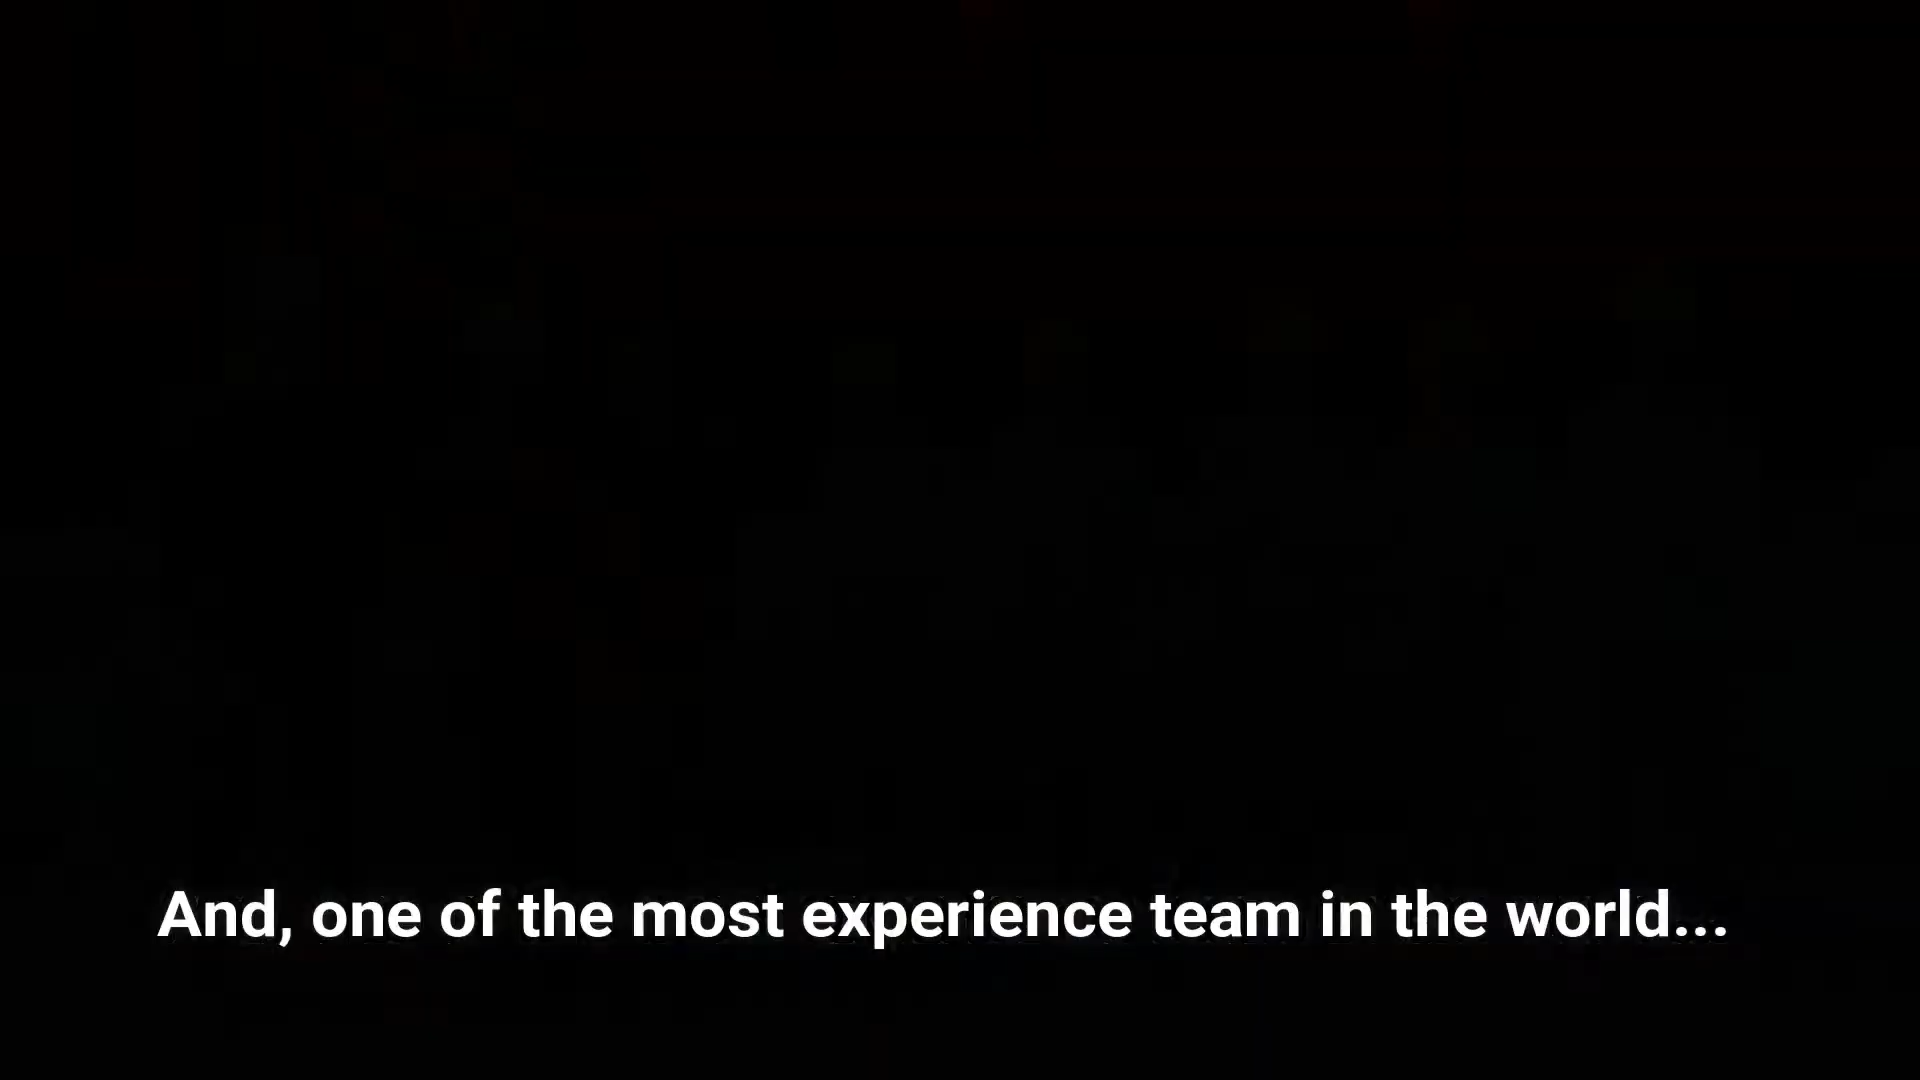 And, one of the most experience team in the world...